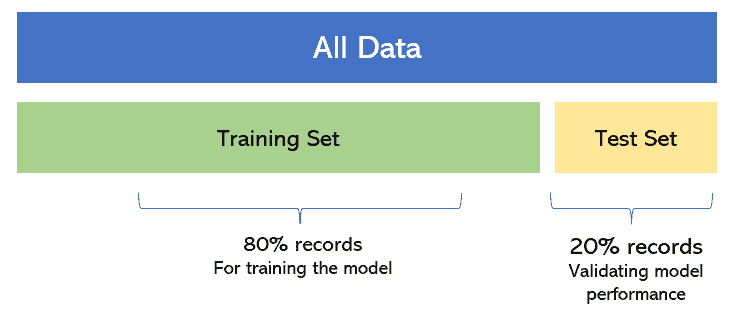 All Data
Training Set
Test Set
80% records
For training the model
20% records
Validating model
performance